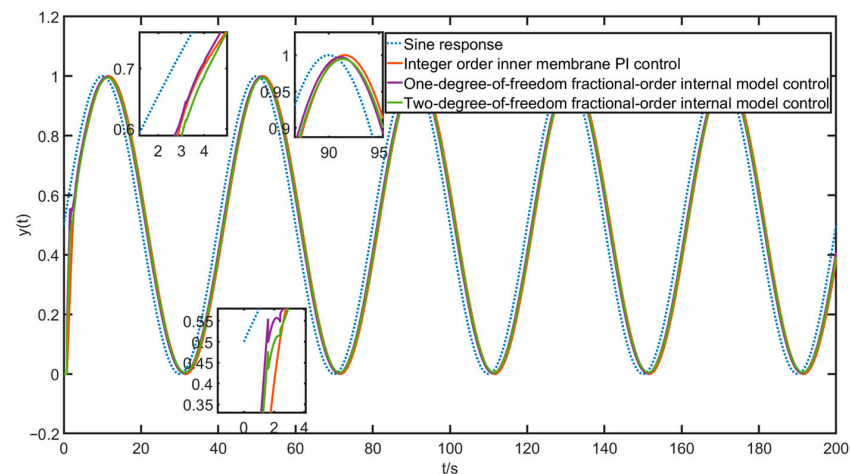 1.2
1
0.8
0.6
0.4
0.2
0
−0.2
y(t)
0 20 40 60 80 100 120 140 160 180 200
t/s
Sine response
Integer order inner membrane PI control
One-degree-of-freedom fractional-order internal model control
Two-degree-of-freedom fractional-order internal model control
0.7
0.6
2 3 4
1
0.95
0.9
90 95
0.55
0.5
0.45
0.4
0.35
0 2 4